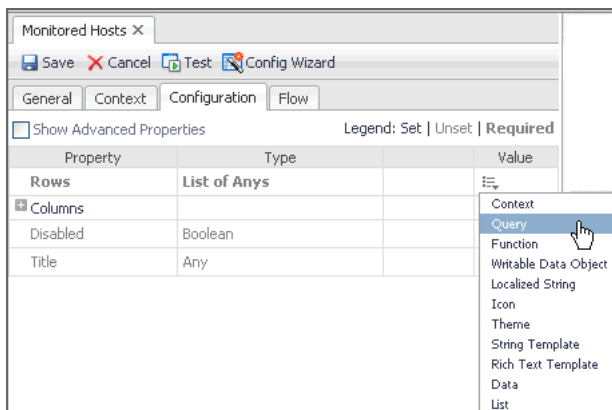 Monitored Hosts ×
Save Cancel Test Config Wizard
General Context Configuration Flow
Show Advanced Properties Legend: Set | Unset | Required
Property Type Value
Rows List of Anys
Columns
Disabled Boolean
Title Any
Context
Query
Function
Writable Data Object
Localized String
Icon
Theme
String Template
Rich Text Template
Data
List